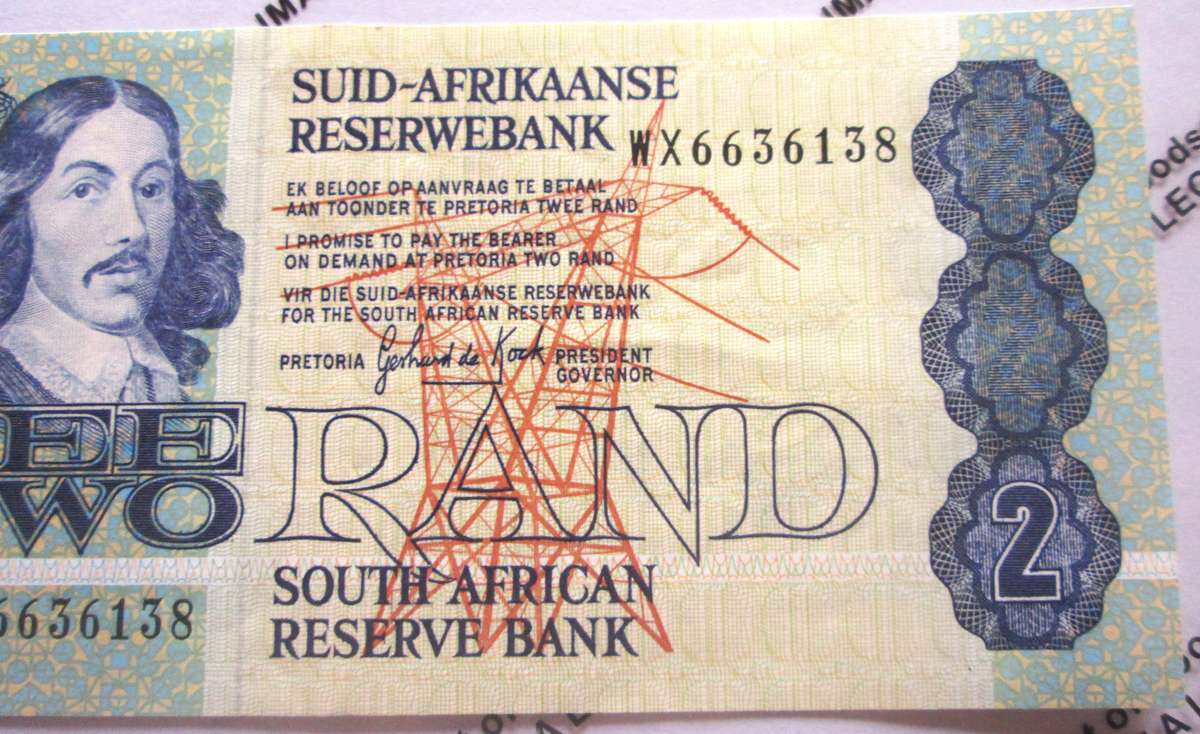 SUID-AFRIKAANSE
RESERWEBANK
WX6636138
EK BELOOF OP AANVRAAG TE BETAAL
AAN TOONDER TE PRETORIA TWEE RAND
I PROMISE TO PAY THE BEARER
ON DEMAND AT PRETORIA TWO RAND
VIR DIE SUID-AFRIKAANSE RESERWEBANK
FOR THE SOUTH AFRICAN RESERVE BANK
PRETORIA Gerhard de Kock PRESIDENT
GOVERNOR
EE
WO
RAND
2
SOUTH AFRICAN
RESERVE BANK
6636138